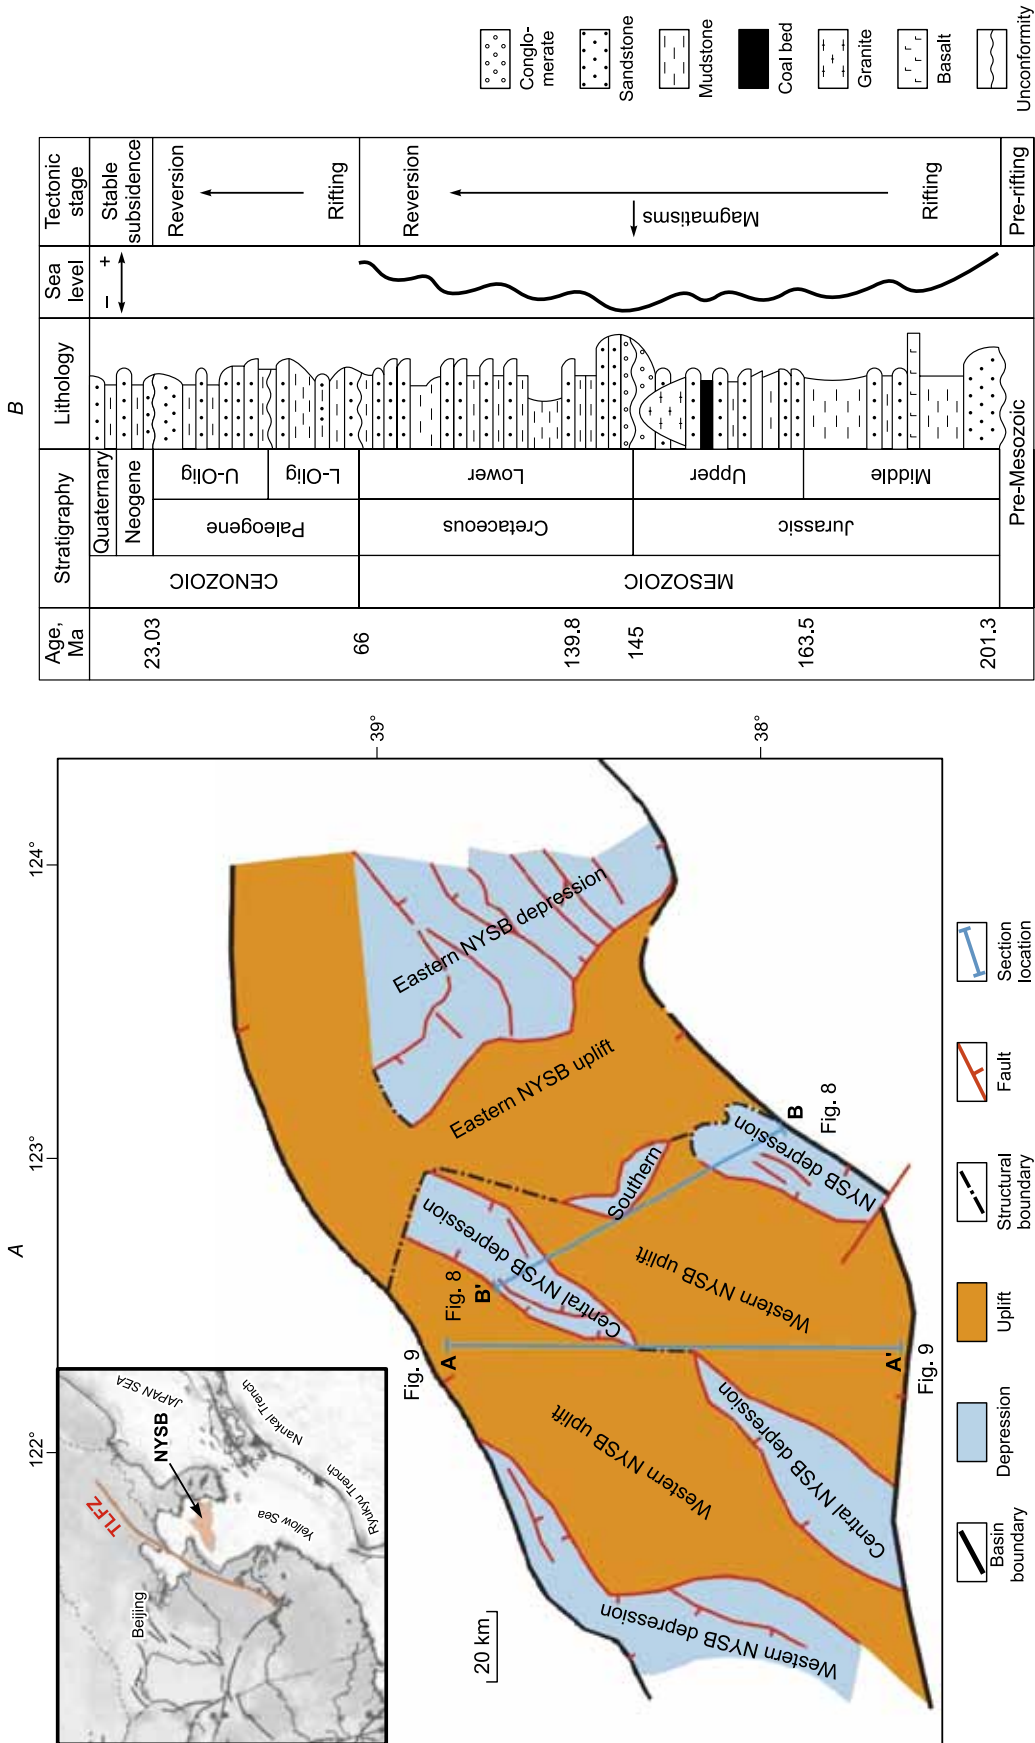 A
122°
123°
124°
39°
38°
Beijing
TLFZ
NYSB
JAPAN SEA
Nankai Trench
Yellow Sea
Ryukyu Trench
20 km
Fig. 9
A
Fig. 8
B'
Western NYSB depression
Western NYSB uplift
Central NYSB depression
Central NYSB depression
Western NYSB uplift
Southern
NYSB depression
Eastern NYSB uplift
Eastern NYSB depression
B
Fig. 8
A'
Fig. 9
Basin
boundary
Depression
Uplift
Structural
boundary
Fault
Section
location
B
Age,
Ma
Stratigraphy
Lithology
Sea
level
Tectonic
stage
– +
23.03
66
139.8
145
163.5
201.3
CENOZOIC
MESOZOIC
Quaternary
Neogene
Paleogene
Cretaceous
Jurassic
U-Olig
L-Olig
Lower
Upper
Middle
Pre-Mesozoic
Stable
subsidence
Reversion
Rifting
Reversion
Magmatisms
Rifting
Pre-rifting
Conglo-
merate
Sandstone
Mudstone
Coal bed
Granite
Basalt
Unconformity